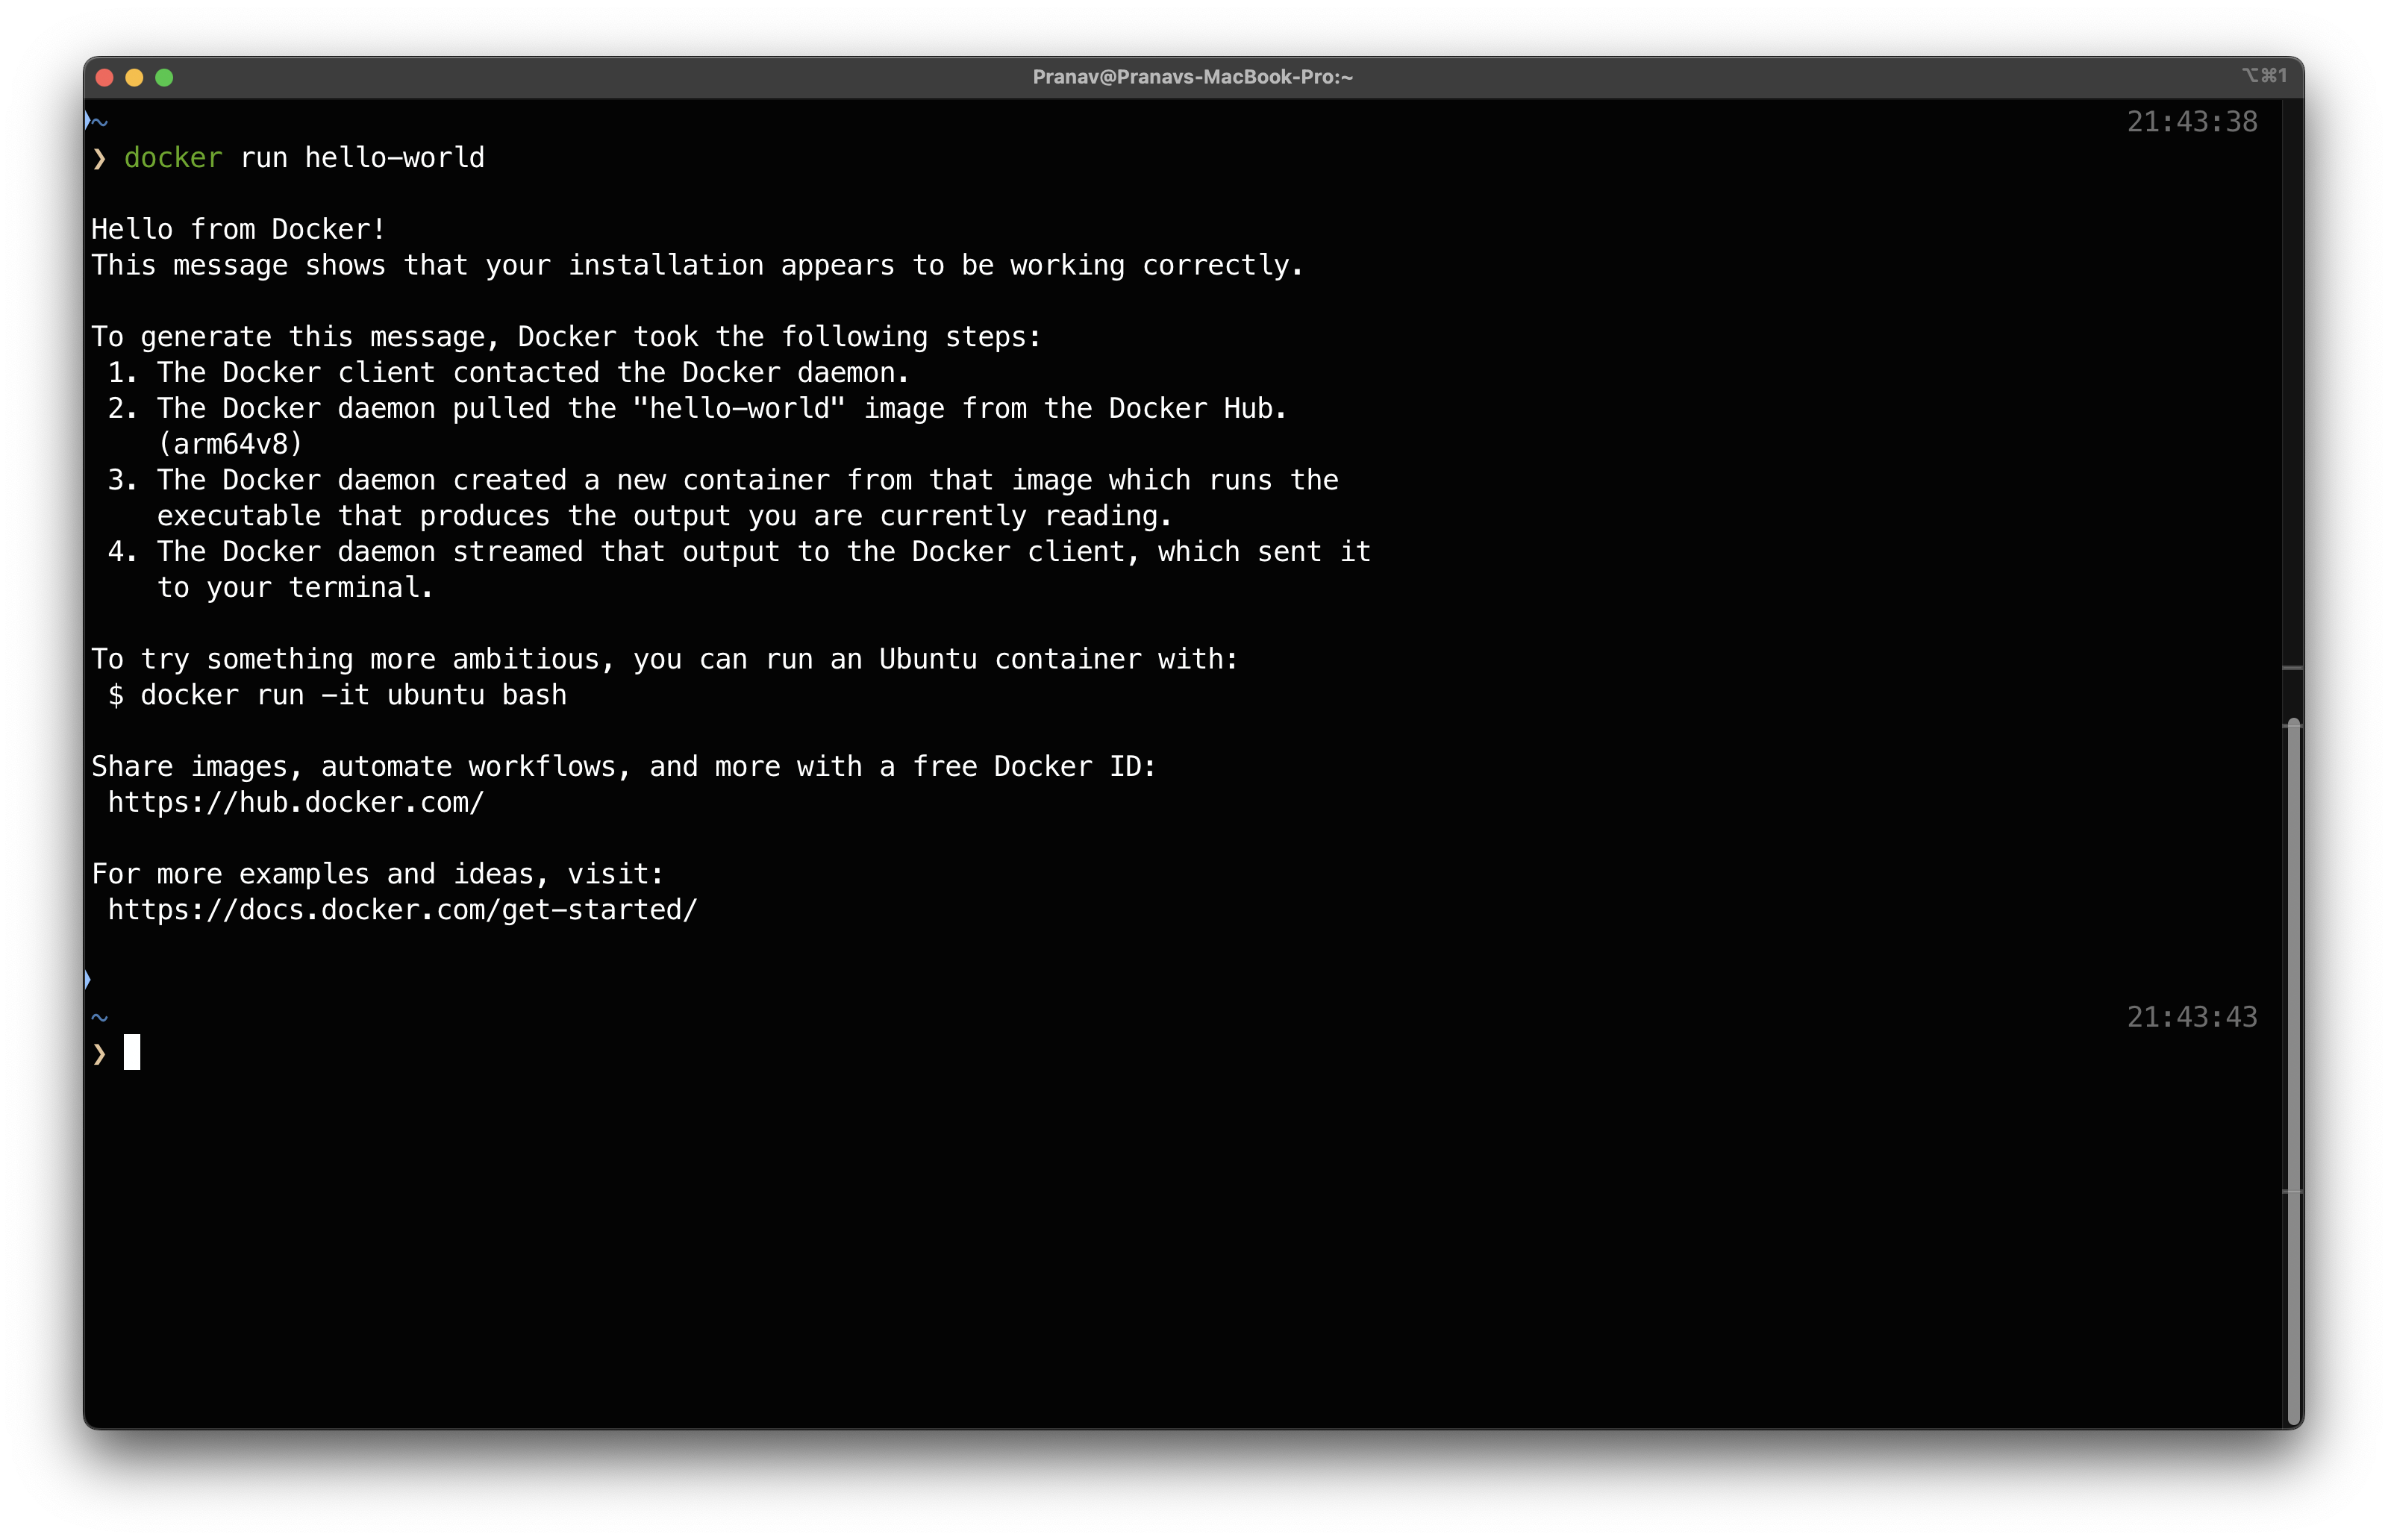 Pranav@Pranavs-MacBook-Pro:~ ⌥⌘1
~ 21:43:38
❯ docker run hello-world

Hello from Docker!
This message shows that your installation appears to be working correctly.

To generate this message, Docker took the following steps:
 1. The Docker client contacted the Docker daemon.
 2. The Docker daemon pulled the "hello-world" image from the Docker Hub.
    (arm64v8)
 3. The Docker daemon created a new container from that image which runs the
    executable that produces the output you are currently reading.
 4. The Docker daemon streamed that output to the Docker client, which sent it
    to your terminal.

To try something more ambitious, you can run an Ubuntu container with:
 $ docker run -it ubuntu bash

Share images, automate workflows, and more with a free Docker ID:
 https://hub.docker.com/

For more examples and ideas, visit:
 https://docs.docker.com/get-started/

~ 21:43:43
❯